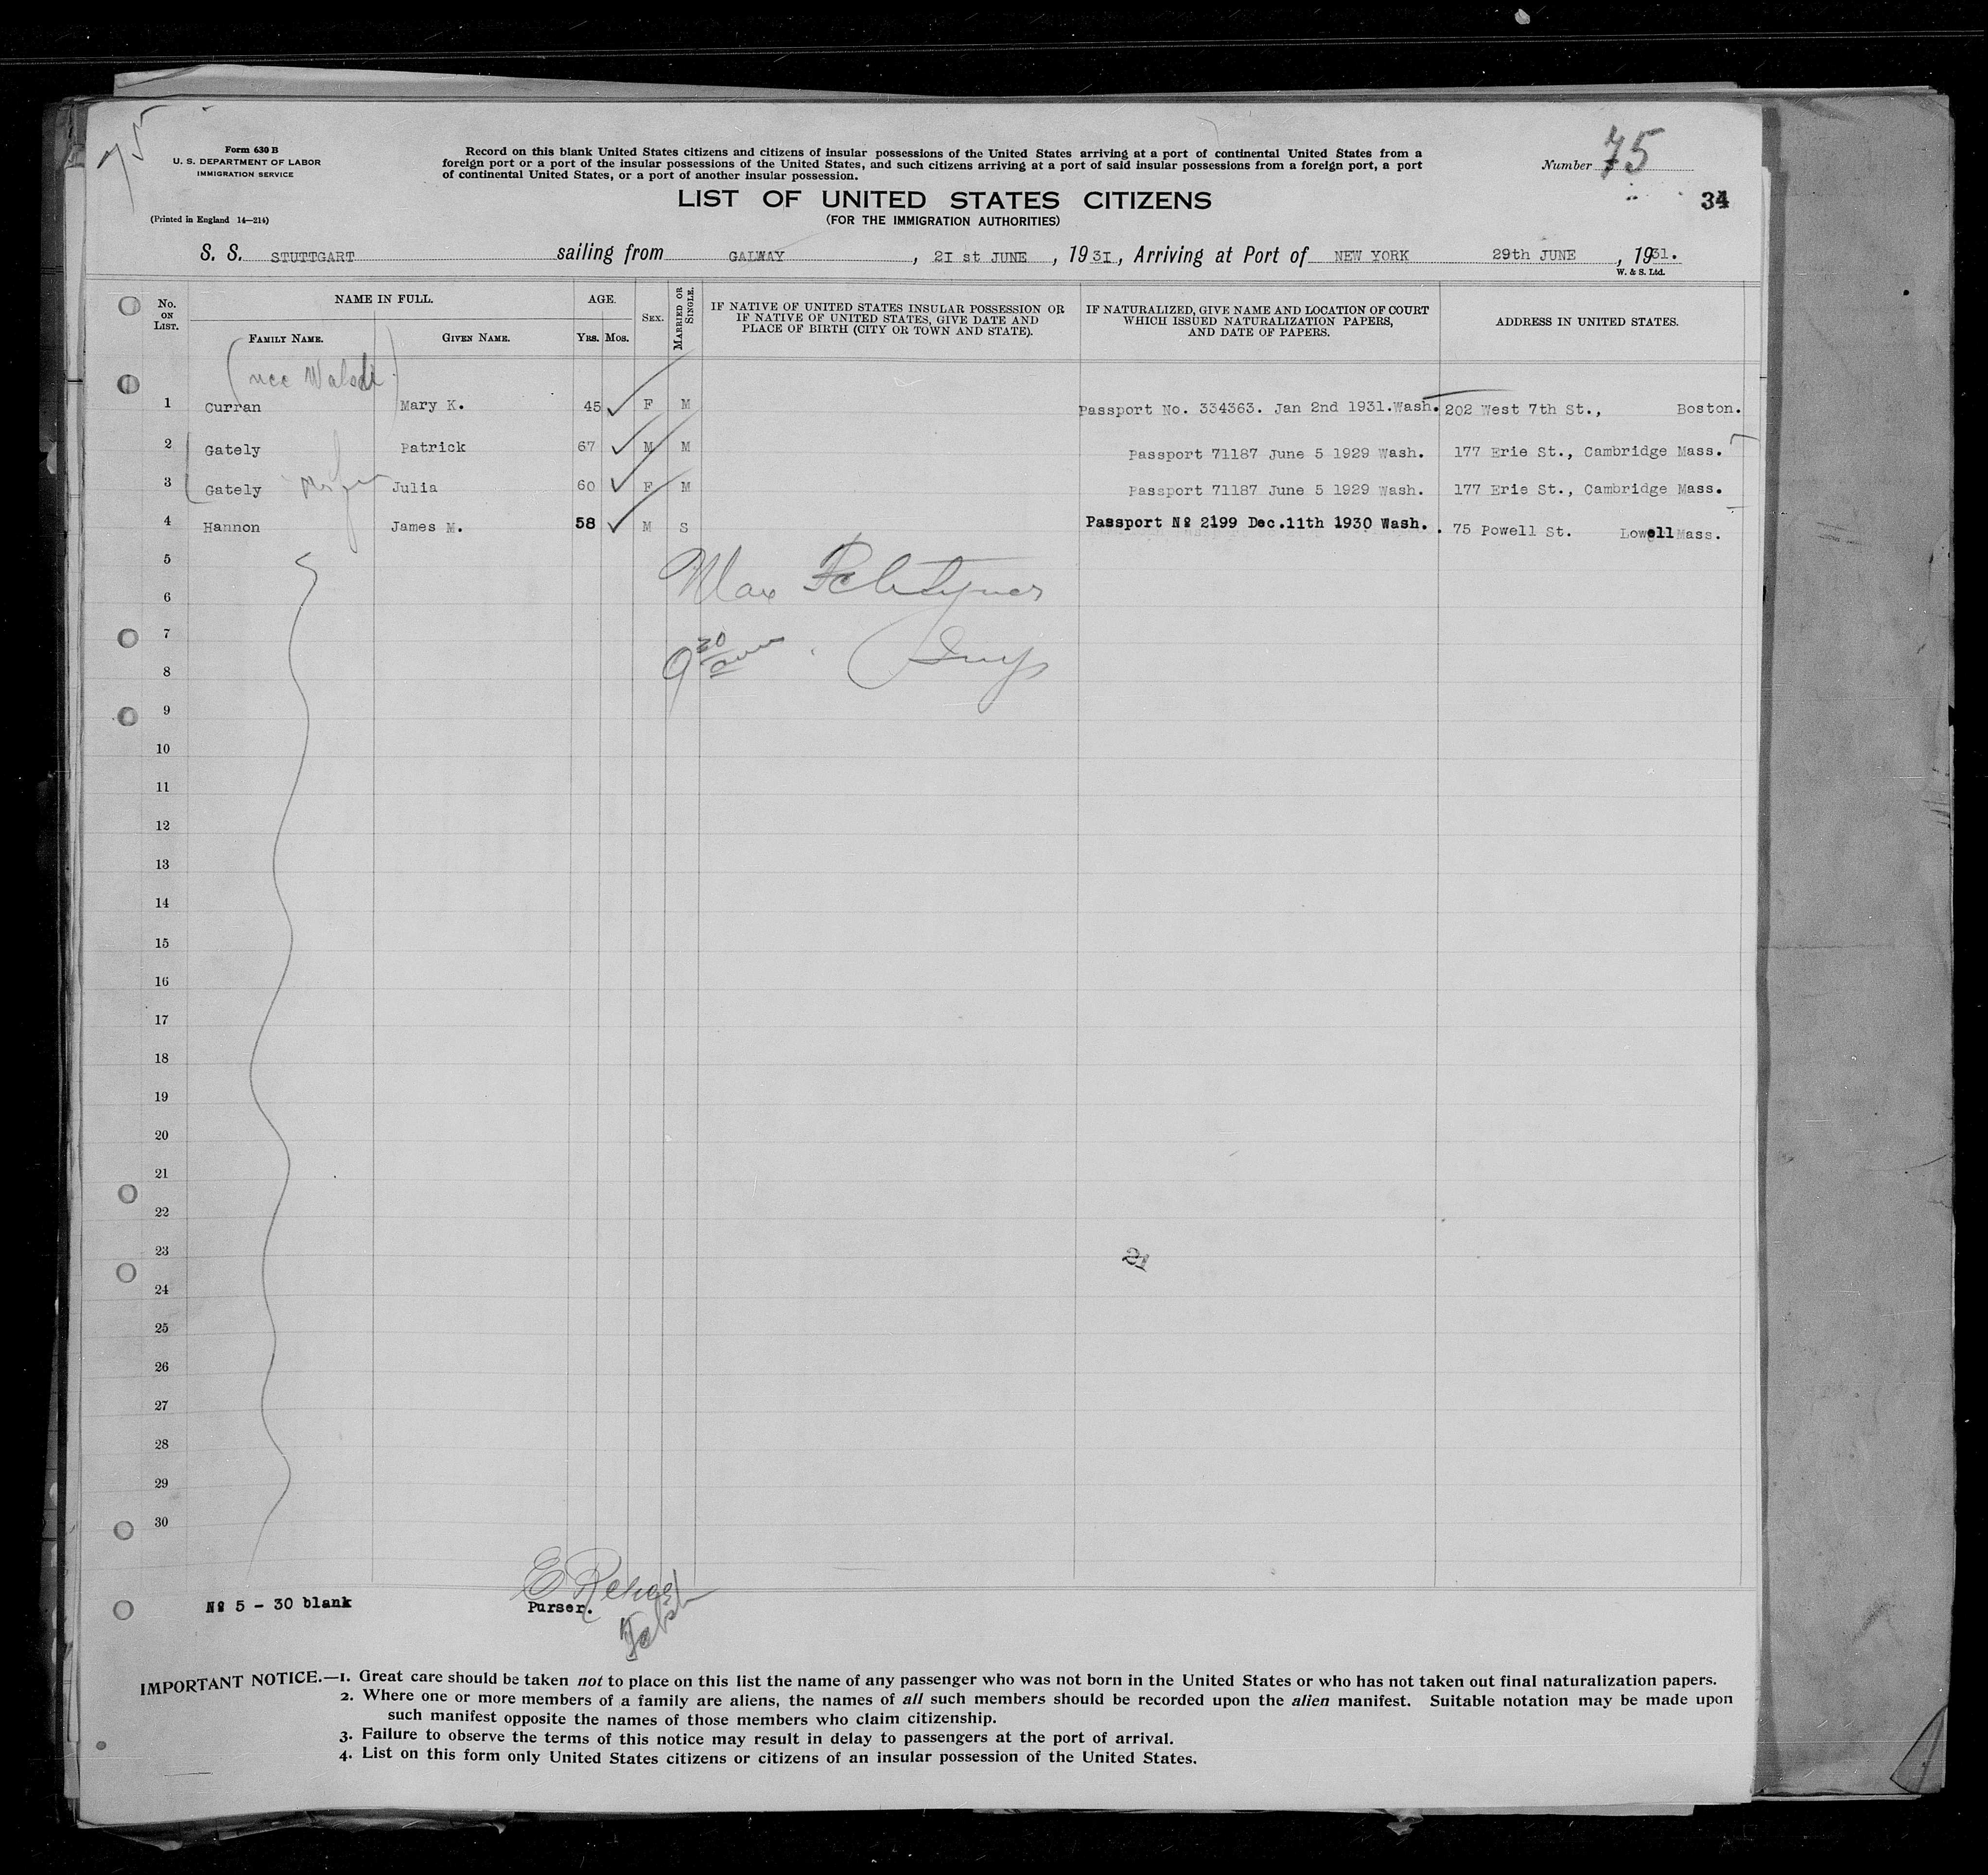 75
Form 630 B
U. S. DEPARTMENT OF LABOR
IMMIGRATION SERVICE
(Printed in England 14—214)
Record on this blank United States citizens and citizens of insular possessions of the United States arriving at a port of continental United States from a
foreign port or a port of the insular possessions of the United States, and such citizens arriving at a port of said insular possessions from a foreign port, a port
of continental United States, or a port of another insular possession.
Number 75
LIST OF UNITED STATES CITIZENS
(FOR THE IMMIGRATION AUTHORITIES)
34
S. S. STUTTGART sailing from GALWAY, 21 st JUNE, 1931, Arriving at Port of NEW YORK 29th JUNE, 1931.
W. & S. Ltd.
No. ON LIST.
NAME IN FULL.
FAMILY NAME. GIVEN NAME.
AGE.
YRS. MOS.
SEX.
MARRIED OR SINGLE.
IF NATIVE OF UNITED STATES INSULAR POSSESSION OR
IF NATIVE OF UNITED STATES, GIVE DATE AND
PLACE OF BIRTH (CITY OR TOWN AND STATE).
IF NATURALIZED, GIVE NAME AND LOCATION OF COURT
WHICH ISSUED NATURALIZATION PAPERS,
AND DATE OF PAPERS.
ADDRESS IN UNITED STATES.
(nee
1 Curran Mary K. 45 F M Passport No. 334363. Jan 2nd 1931.Wash. 202 West 7th St., Boston.
2 Gately Patrick 67 M M Passport 71187 June 5 1929 Wash. 177 Erie St., Cambridge Mass.
3 Gately Julia 60 F M Passport 71187 June 5 1929 Wash. 177 Erie St., Cambridge Mass.
4 Hannon James M. 58 M S Passport № 2199 Dec.11th 1930 Wash. 75 Powell St. Lowell Mass.
5
Max
6
7
9 30
8
9
10
11
12
13
14
15
16
17
18
19
20
21
22
23
24
25
26
27
28
29
30
№ 5 - 30 blank
Purser.
IMPORTANT NOTICE.—1. Great care should be taken not to place on this list the name of any passenger who was not born in the United States or who has not taken out final naturalization papers.
2. Where one or more members of a family are aliens, the names of all such members should be recorded upon the alien manifest. Suitable notation may be made upon
such manifest opposite the names of those members who claim citizenship.
3. Failure to observe the terms of this notice may result in delay to passengers at the port of arrival.
4. List on this form only United States citizens or citizens of an insular possession of the United States.